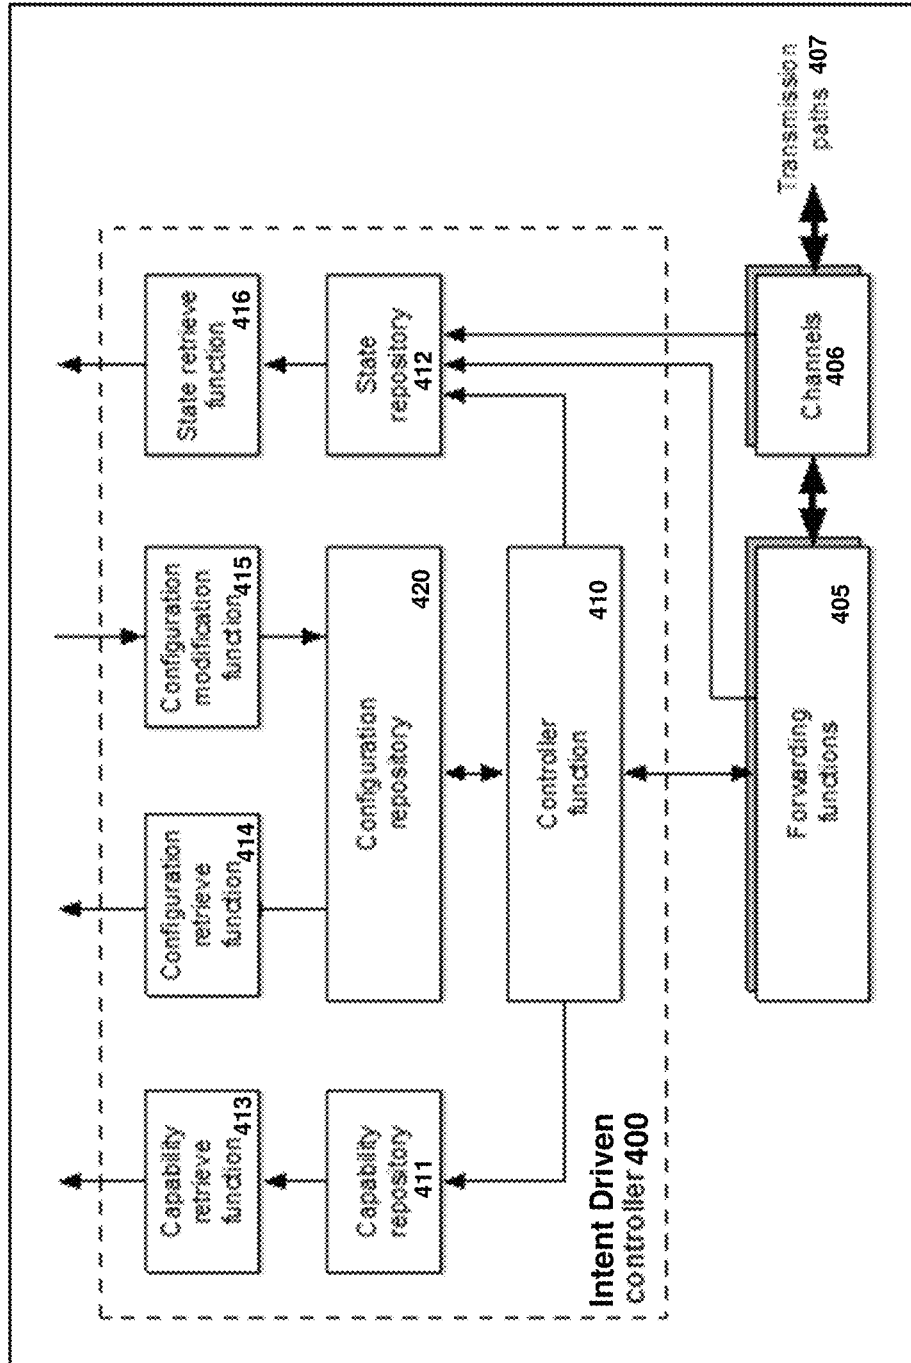 Capability
retrieve
function
413
Configuration
retrieve
function
414
Configuration
modification
function
415
State retrieve
function
416
Capability
repository
411
Configuration
repository
420
State
repository
412
Controller
function
410
Intent Driven
controller 400
Forwarding
functions
405
Channels
406
Transmission
paths 407